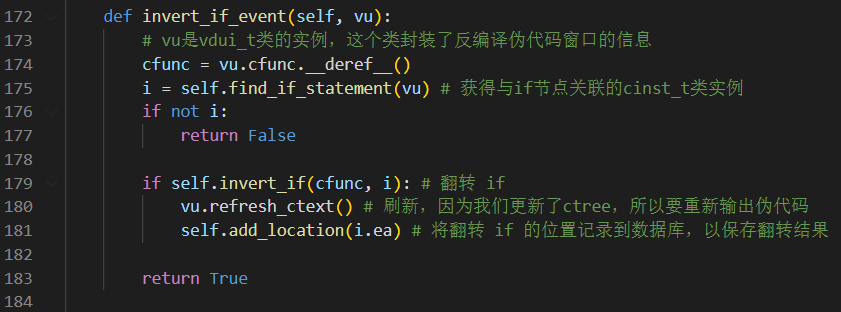 172 def invert_if_event(self, vu):
173 # vu是vdui_t类的实例，这个类封装了反编译伪代码窗口的信息
174 cfunc = vu.cfunc.__deref__()
175 i = self.find_if_statement(vu) # 获得与if节点关联的cinst_t类实例
176 if not i:
177 return False
178
179 if self.invert_if(cfunc, i): # 翻转 if
180 vu.refresh_ctext() # 刷新，因为我们更新了ctree，所以要重新输出伪代码
181 self.add_location(i.ea) # 将翻转 if 的位置记录到数据库，以保存翻转结果
182
183 return True
184